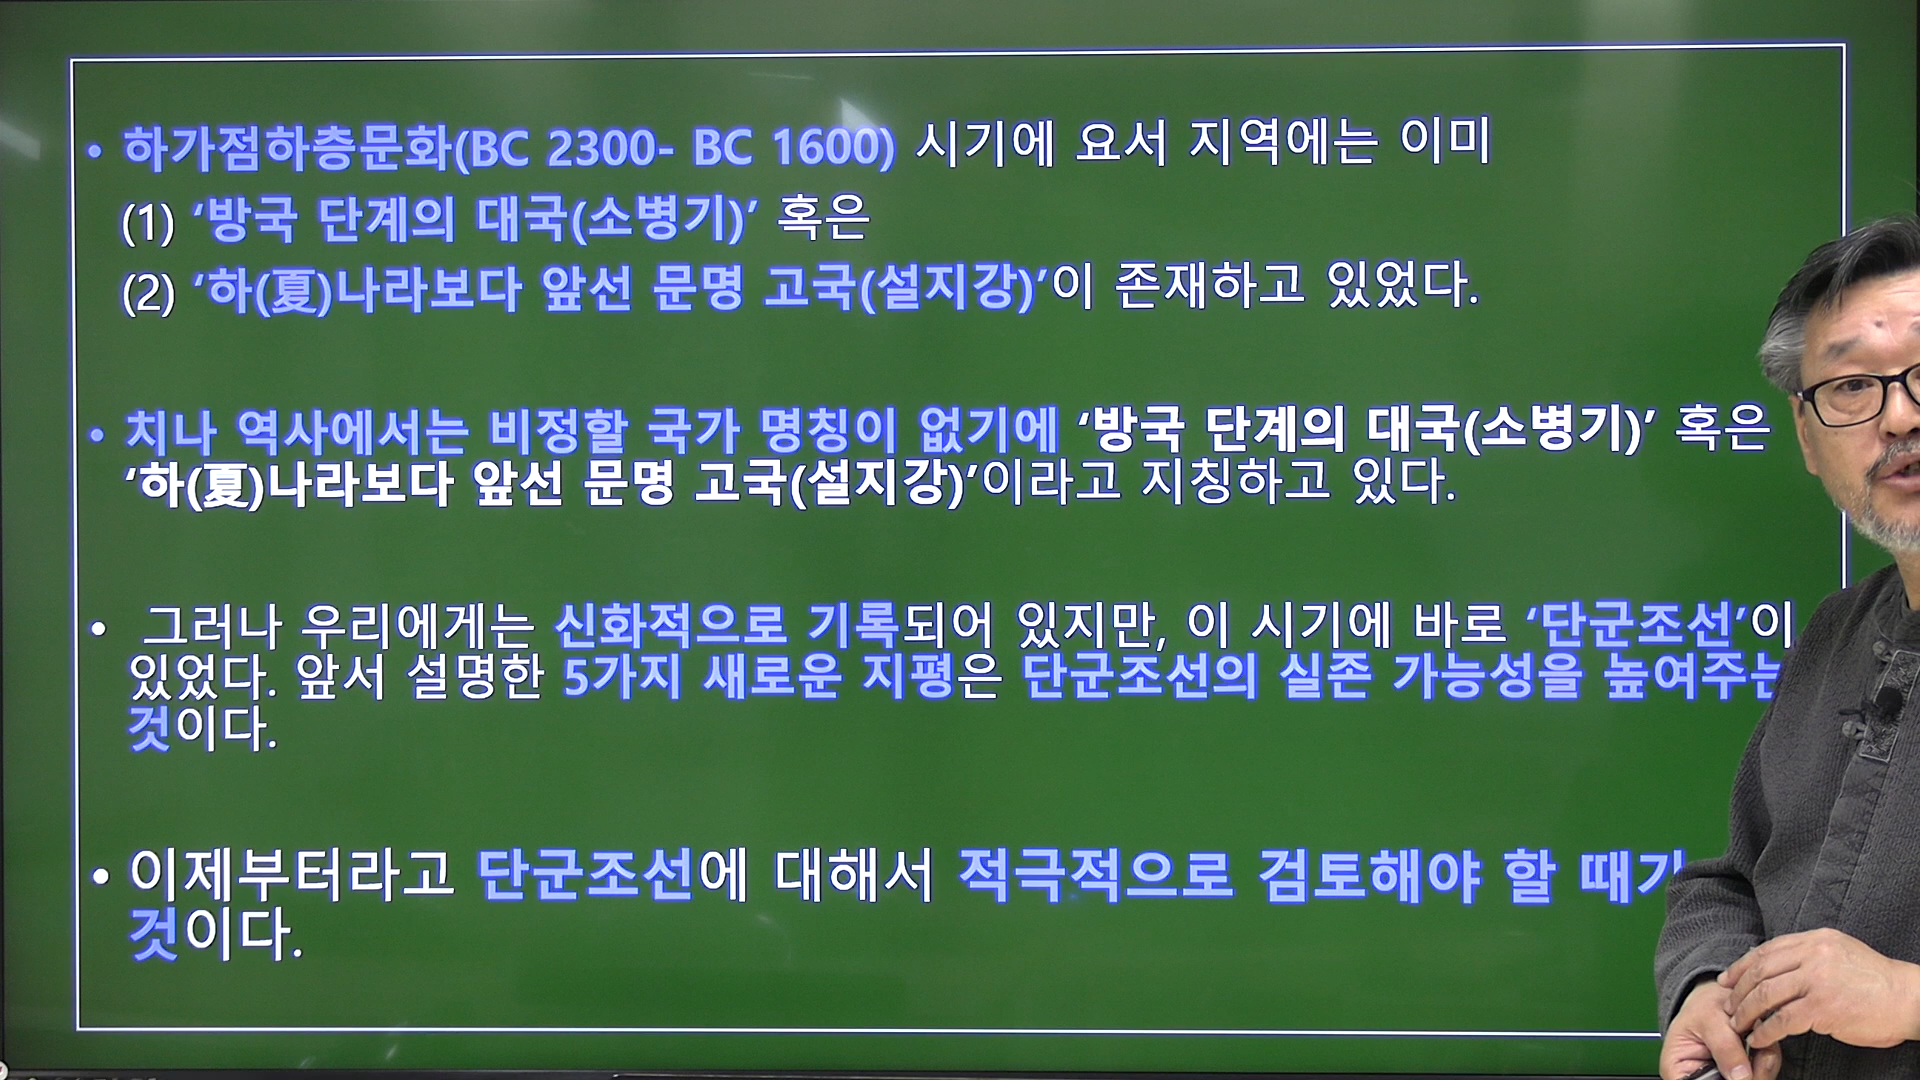 • 하가점하층문화(BC 2300- BC 1600) 시기에 요서 지역에는 이미
(1) ‘방국 단계의 대국(소병기)’ 혹은
(2) ‘하(夏)나라보다 앞선 문명 고국(설지강)’이 존재하고 있었다.
• 치나 역사에서는 비정할 국가 명칭이 없기에 ‘방국 단계의 대국(소병기)’ 혹은
‘하(夏)나라보다 앞선 문명 고국(설지강)’이라고 지칭하고 있다.
• 그러나 우리에게는 신화적으로 기록되어 있지만, 이 시기에 바로 ‘단군조선’이
있었다. 앞서 설명한 5가지 새로운 지평은 단군조선의 실존 가능성을 높여주는
것이다.
• 이제부터라고 단군조선에 대해서 적극적으로 검토해야 할 때가
것이다.